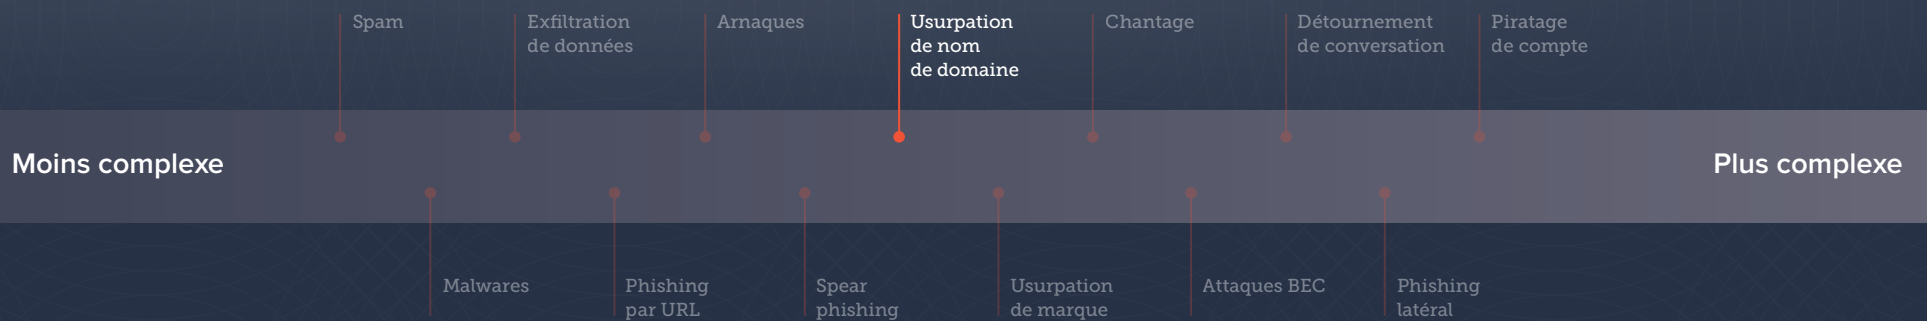 Spam
Exfiltration
de données
Arnaques
Usurpation
de nom
de domaine
Chantage
Détournement
de conversation
Piratage
de compte
Moins complexe
Plus complexe
Malwares
Phishing
par URL
Spear
phishing
Usurpation
de marque
Attaques BEC
Phishing
latéral